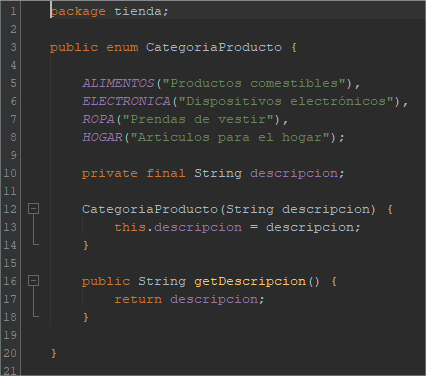 1 package tienda;
2
3 public enum CategoriaProducto {
4
5 ALIMENTOS("Productos comestibles"),
6 ELECTRONICA("Dispositivos electrónicos"),
7 ROPA("Prendas de vestir"),
8 HOGAR("Artículos para el hogar");
9
10 private final String descripcion;
11
12 CategoriaProducto(String descripcion) {
13 this.descripcion = descripcion;
14 }
15
16 public String getDescripcion() {
17 return descripcion;
18 }
19
20 }
21